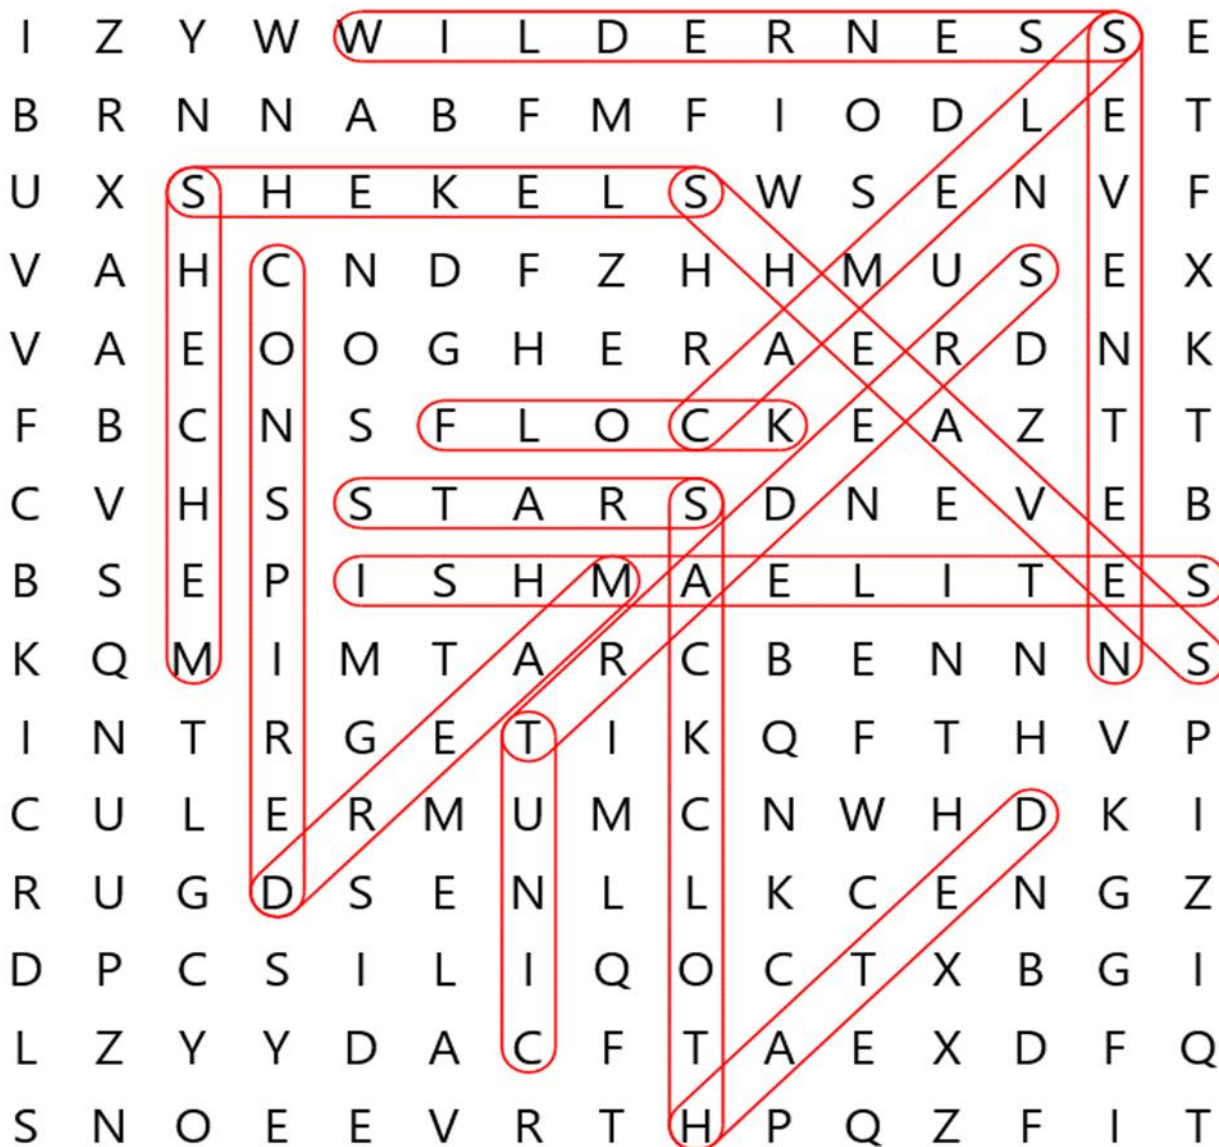 I Z Y W W I L D E R N E S S E
B R N N A B F M F I O D L E T
U X S H E K E L S W S E N V F
V A H C N D F Z H H M U S E X
V A E O O G H E R A E R D N K
F B C N S F L O C K E A Z T T
C V H S S T A R S D N E V E B
B S E P I S H M A E L I T E S
K Q M I M T A R C B E N N N S
I N T R G E T I K Q F T H V P
C U L E R M U M C N W H D K I
R U G D S E N L L K C E N G Z
D P C S I L I Q O C T X B G I
L Z Y Y D A C F T A E X D F Q
S N O E E V R T H P Q Z F I T